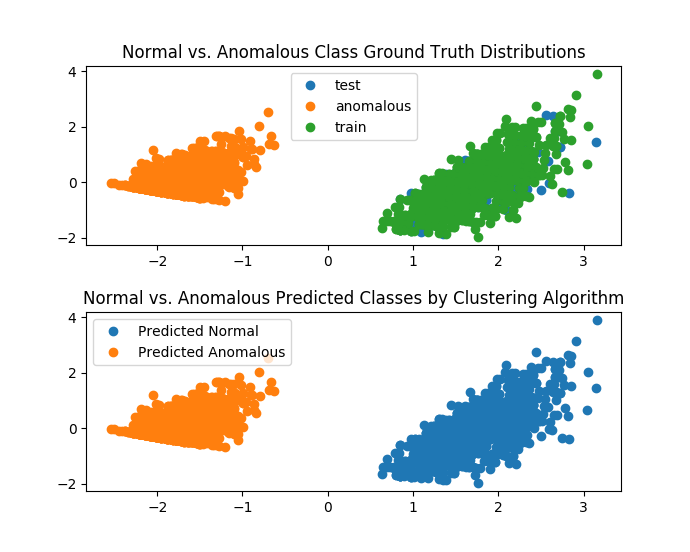 Normal vs. Anomalous Class Ground Truth Distributions
4
2
0
−2
test
anomalous
train
−2
−1
0
1
2
3
Normal vs. Anomalous Predicted Classes by Clustering Algorithm
4
2
0
−2
Predicted Normal
Predicted Anomalous
−2
−1
0
1
2
3